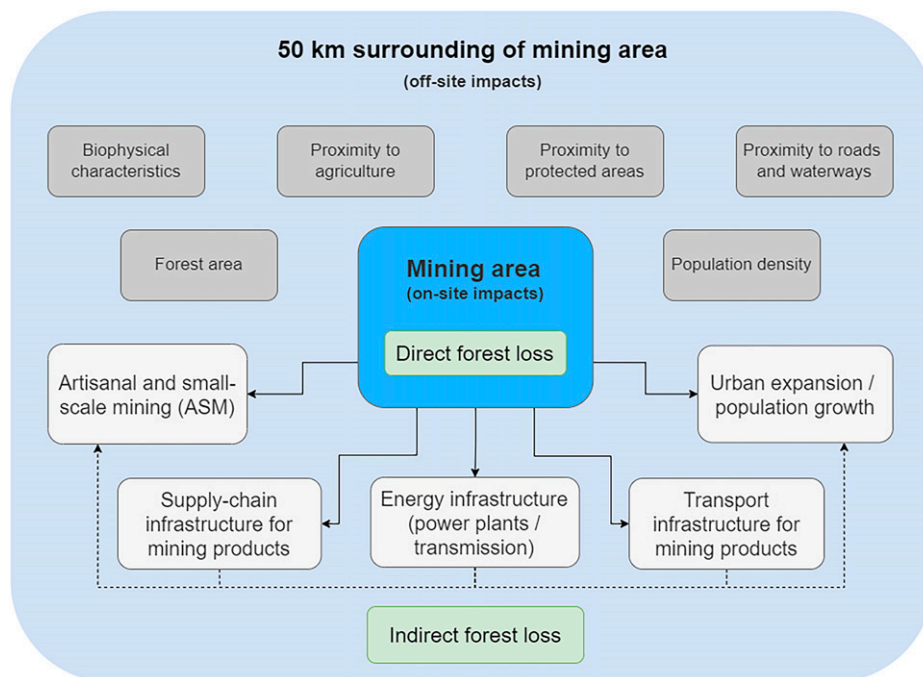 50 km surrounding of mining area
(off-site impacts)
Biophysical
characteristics
Proximity to
agriculture
Proximity to
protected areas
Proximity to roads
and waterways
Forest area
Mining area
(on-site impacts)
Population density
Direct forest loss
Artisanal and small-
scale mining (ASM)
Urban expansion /
population growth
Supply-chain
infrastructure for
mining products
Energy infrastructure
(power plants /
transmission)
Transport
infrastructure for
mining products
Indirect forest loss